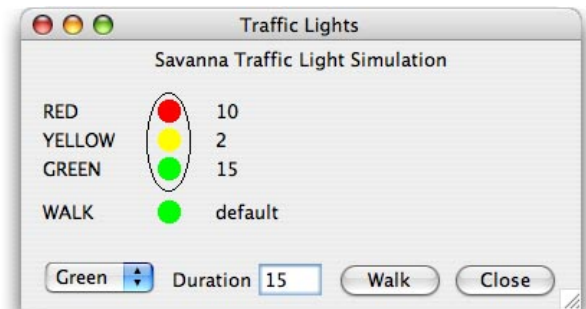 Traffic Lights
Savanna Traffic Light Simulation
RED 10
YELLOW 2
GREEN 15
WALK default
Green Duration 15 Walk Close